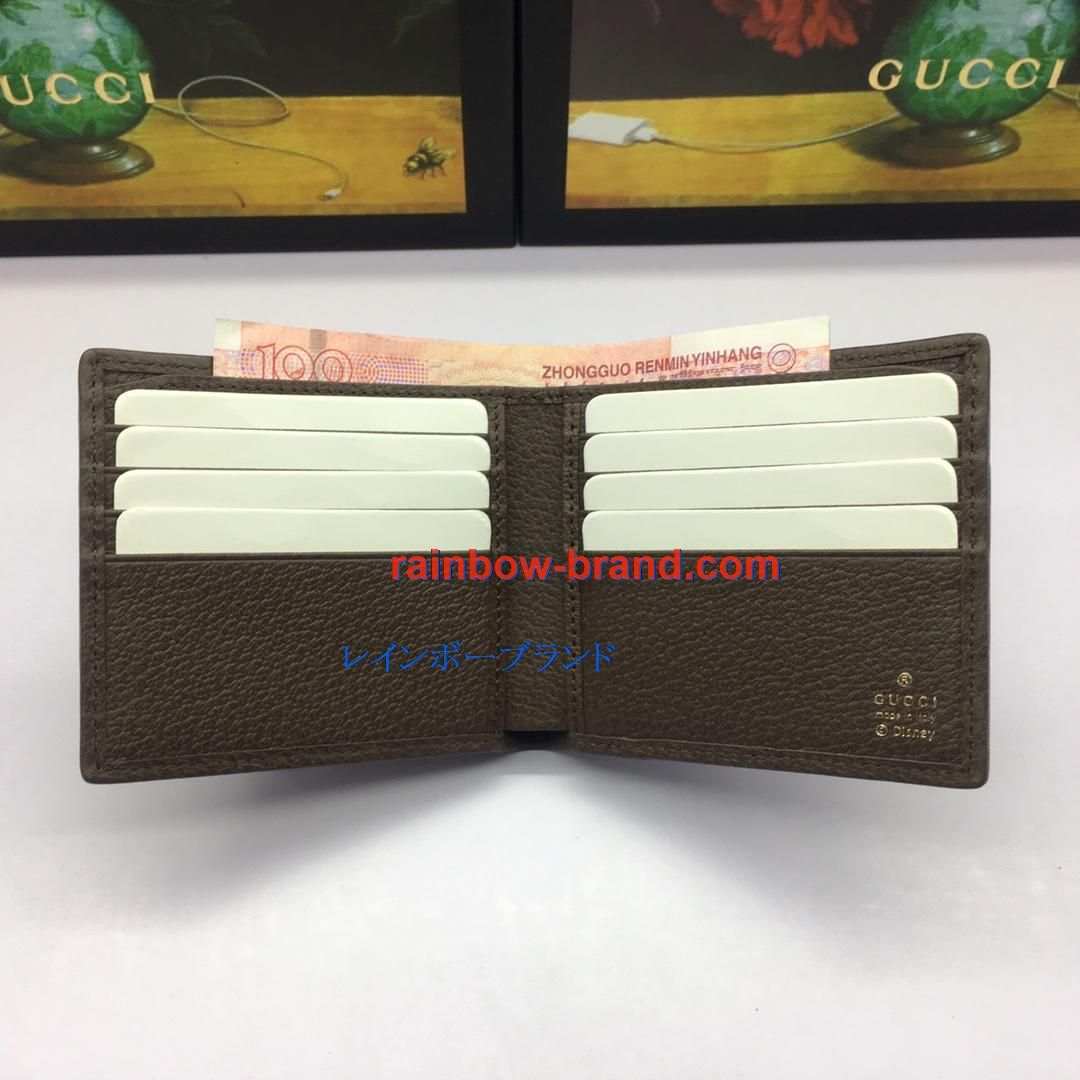 UCCI
GUCCI
100
ZHONGGUO RENMIN YINHANG
rainbow-brand.com
レインボーブランド
®
GUCCI
made in italy
© Disney